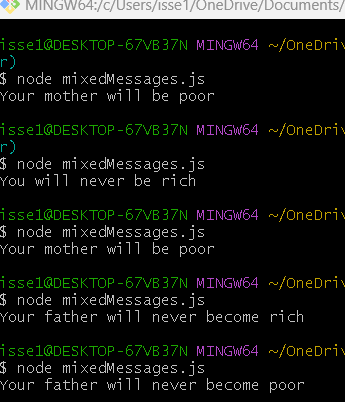 MINGW64:/c/Users/isse1/OneDrive/Documents/
isse1@DESKTOP-67VB37N MINGW64 ~/OneDriv
r)
$ node mixedMessages.js
Your mother will be poor
isse1@DESKTOP-67VB37N MINGW64 ~/OneDriv
r)
$ node mixedMessages.js
You will never be rich
isse1@DESKTOP-67VB37N MINGW64 ~/OneDriv
$ node mixedMessages.js
Your mother will be poor
isse1@DESKTOP-67VB37N MINGW64 ~/OneDriv
$ node mixedMessages.js
Your father will never become rich
isse1@DESKTOP-67VB37N MINGW64 ~/OneDriv
$ node mixedMessages.js
Your father will never become poor